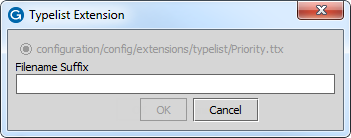 Typelist Extension
configuration/config/extensions/typelist/Priority.ttx
Filename Suffix
OK Cancel